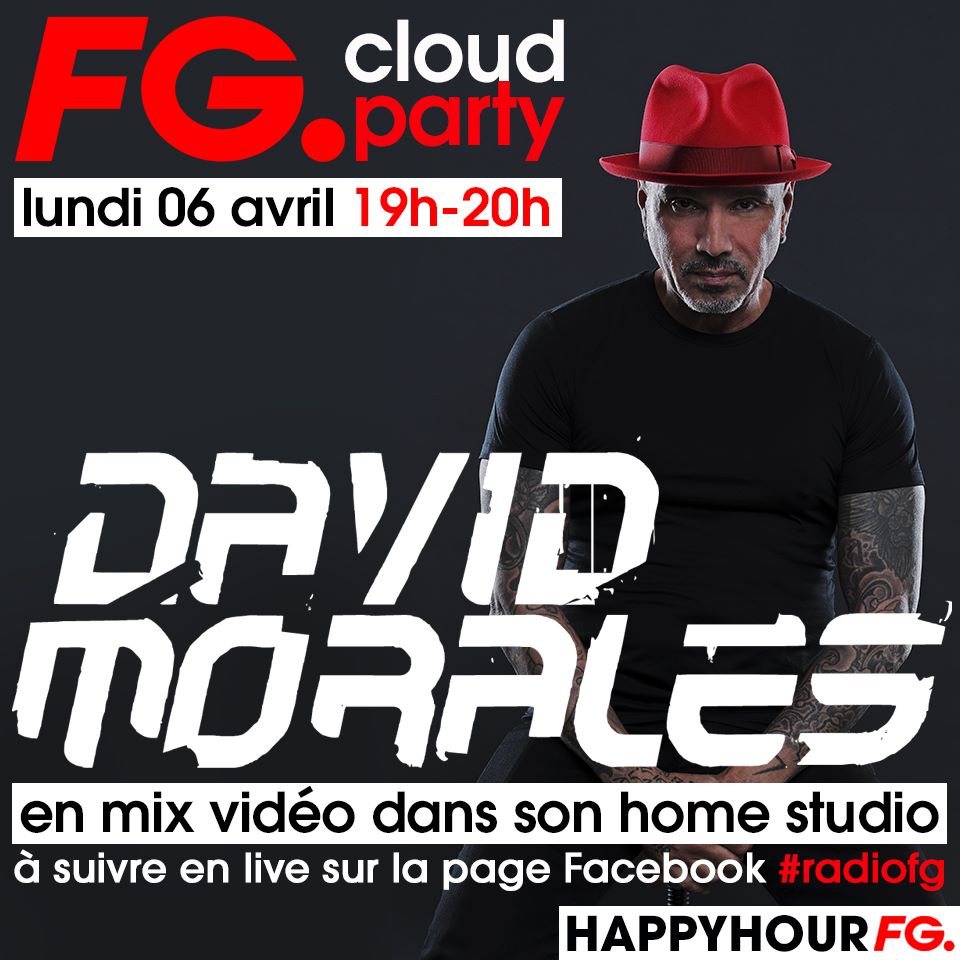 FG. cloud
party
lundi 06 avril 19h-20h
DAVID
MORALES
en mix vidéo dans son home studio
à suivre en live sur la page Facebook #radiofg
HAPPYHOUR FG.